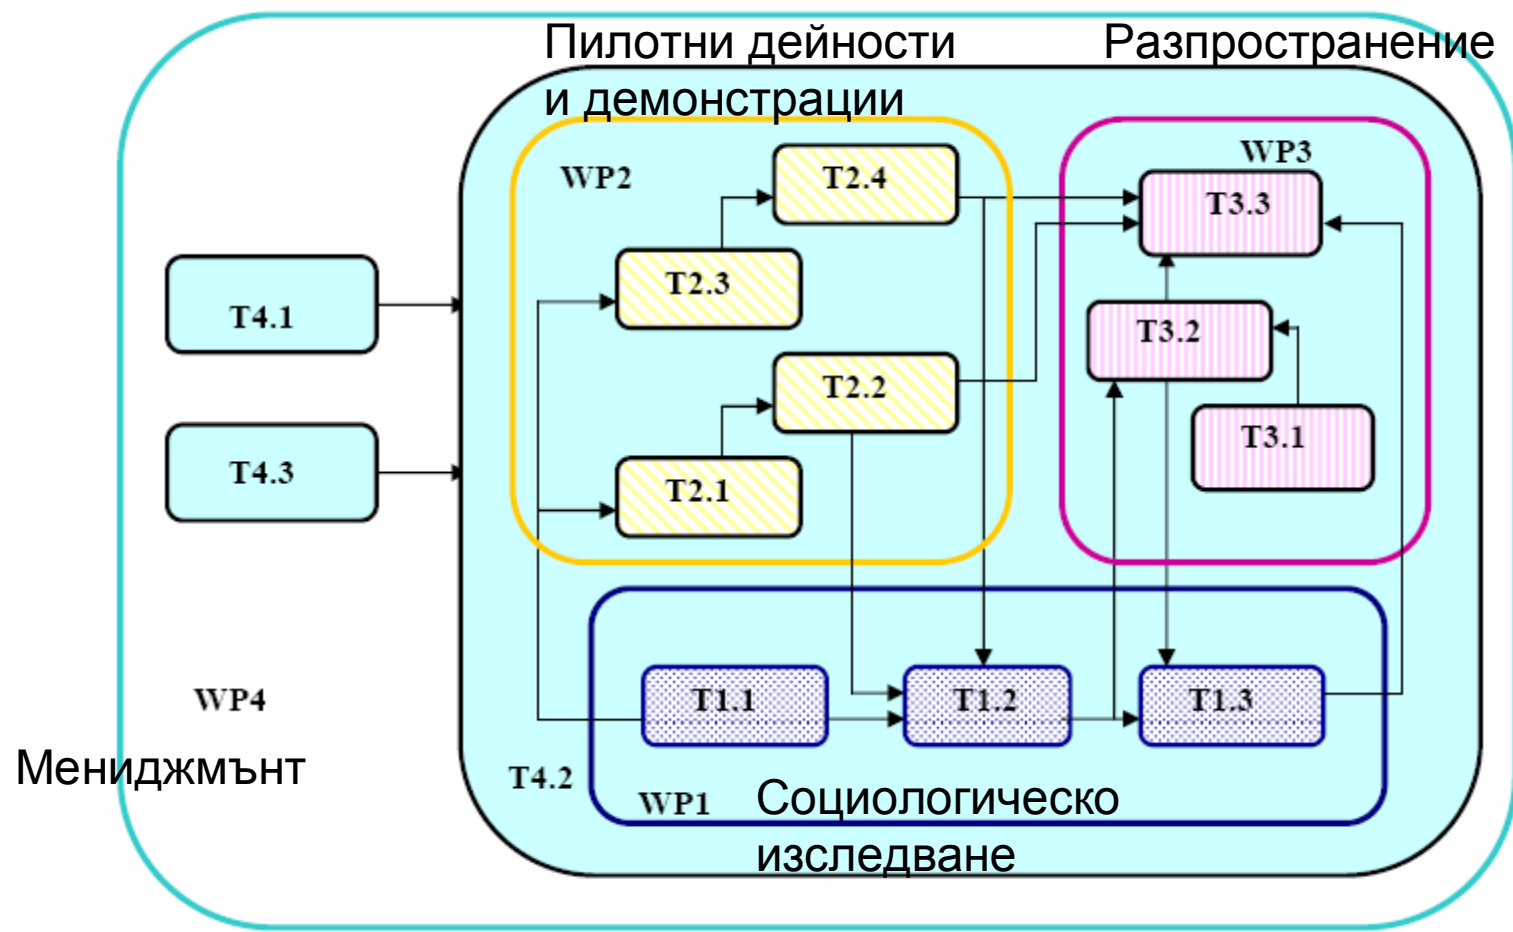 Пилотни дейности
и демонстрации
Разпространение
WP2
T2.4
WP3
T3.3
T2.3
T4.1
T3.2
T2.2
T3.1
T4.3
T2.1
WP4
T1.1
T1.2
T1.3
Мениджмънт
T4.2
WP1
Социологическо
изследване